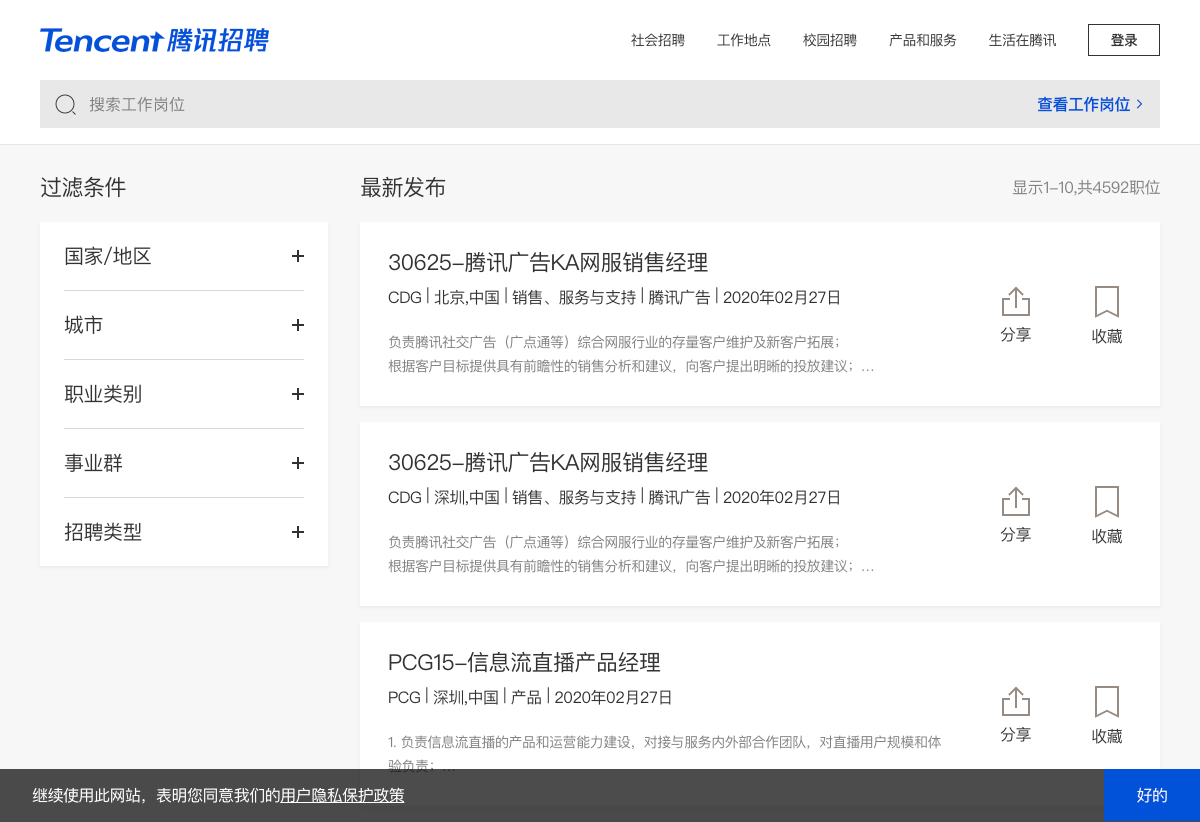 Tencent 腾讯招聘
社会招聘 工作地点 校园招聘 产品和服务 生活在腾讯 登录
搜索工作岗位 查看工作岗位 >
过滤条件
国家/地区 +
城市 +
职业类别 +
事业群 +
招聘类型 +
最新发布 显示1-10,共4592职位
30625-腾讯广告KA网服销售经理
CDG | 北京,中国 | 销售、服务与支持 | 腾讯广告 | 2020年02月27日
负责腾讯社交广告（广点通等）综合网服行业的存量客户维护及新客户拓展；
根据客户目标提供具有前瞻性的销售分析和建议，向客户提出明晰的投放建议；…
分享 收藏
30625-腾讯广告KA网服销售经理
CDG | 深圳,中国 | 销售、服务与支持 | 腾讯广告 | 2020年02月27日
负责腾讯社交广告（广点通等）综合网服行业的存量客户维护及新客户拓展；
根据客户目标提供具有前瞻性的销售分析和建议，向客户提出明晰的投放建议；…
分享 收藏
PCG15-信息流直播产品经理
PCG | 深圳,中国 | 产品 | 2020年02月27日
1. 负责信息流直播的产品和运营能力建设，对接与服务内外部合作团队，对直播用户规模和体
验负责；…
分享 收藏
继续使用此网站，表明您同意我们的用户隐私保护政策 好的